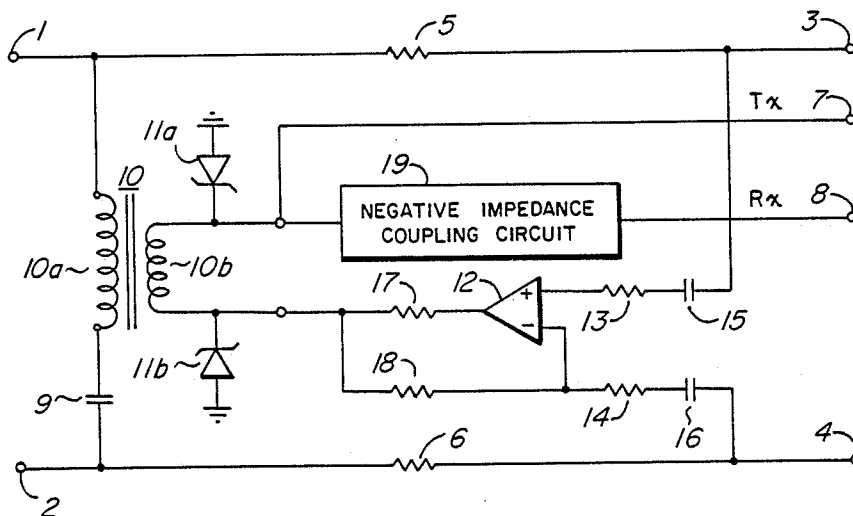 1
5
3
Tx
7
11a
10
19
NEGATIVE IMPEDANCE
COUPLING CIRCUIT
Rx
8
10a
10b
17
12
+
−
13
15
11b
18
14
16
9
6
4
2